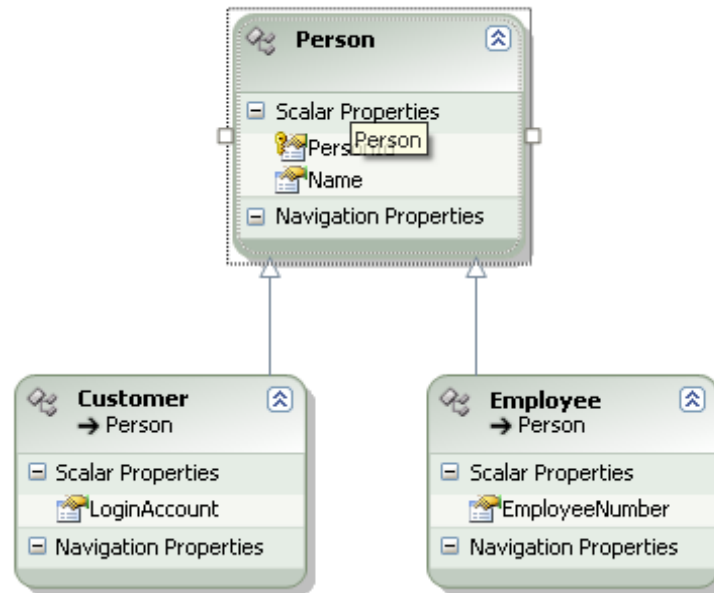 Person
Scalar Properties
Person
Name
Navigation Properties
Customer
Person
Scalar Properties
LoginAccount
Navigation Properties
Employee
Person
Scalar Properties
EmployeeNumber
Navigation Properties